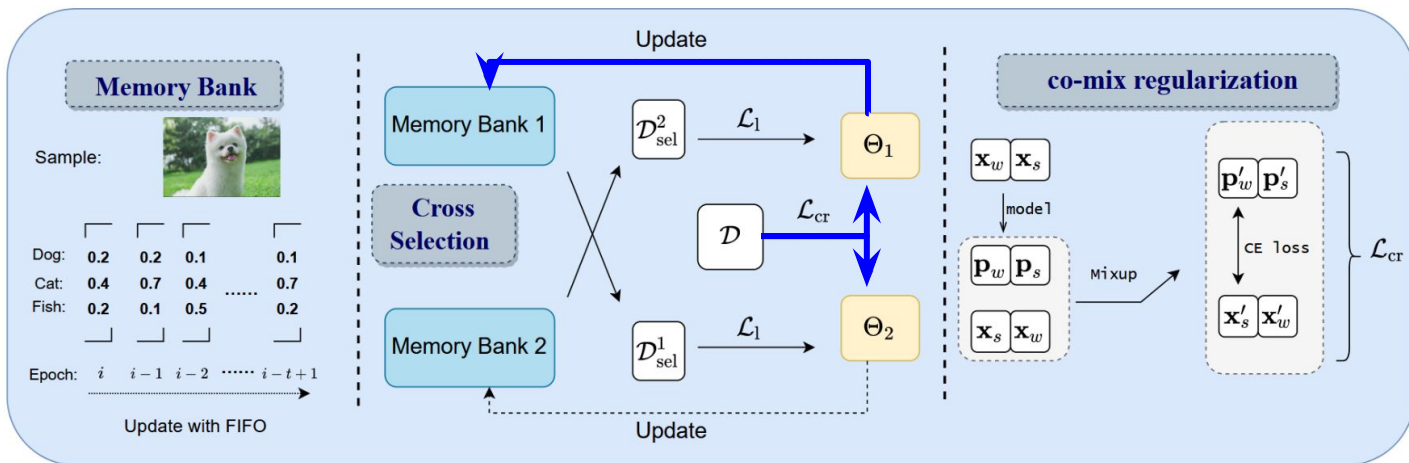 Memory Bank
Sample:
Dog: 0.2 0.2 0.1 0.1
Cat: 0.4 0.7 0.4 ...... 0.7
Fish: 0.2 0.1 0.5 0.2
Epoch: i i − 1 i − 2 ...... i − t + 1
Update with FIFO
Update
Memory Bank 1
𝒟²sel
ℒl
Θ1
Cross
Selection
𝒟
ℒcr
Memory Bank 2
𝒟¹sel
ℒl
Θ2
Update
co-mix regularization
xw xs
model
pw ps
xs xw
Mixup
p′w p′s
CE loss
x′s x′w
ℒcr